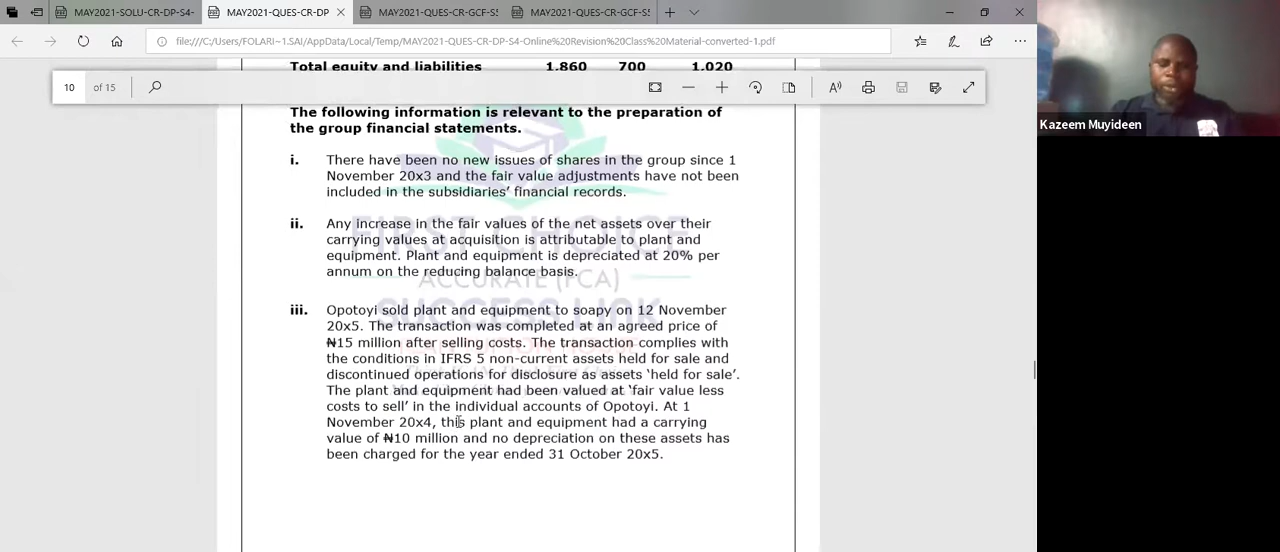 MAY2021-SOLU-CR-DP-S4-
MAY2021-QUES-CR-DP
MAY2021-QUES-CR-GCF-S
MAY2021-QUES-CR-GCF-S
file:///C:/Users/FOLARI~1.SAI/AppData/Local/Temp/MAY2021-QUES-CR-DP-S4-Online%20Revision%20Class%20Material-converted-1.pdf
Total equity and liabilities 1,860 700 1,020
10 of 15
Kazeem Muyideen
The following information is relevant to the preparation of
the group financial statements.
i. There have been no new issues of shares in the group since 1
November 20x3 and the fair value adjustments have not been
included in the subsidiaries' financial records.
ii. Any increase in the fair values of the net assets over their
carrying values at acquisition is attributable to plant and
equipment. Plant and equipment is depreciated at 20% per
annum on the reducing balance basis.
iii. Opotoyi sold plant and equipment to soapy on 12 November
20x5. The transaction was completed at an agreed price of
₦15 million after selling costs. The transaction complies with
the conditions in IFRS 5 non-current assets held for sale and
discontinued operations for disclosure as assets 'held for sale'.
The plant and equipment had been valued at 'fair value less
costs to sell' in the individual accounts of Opotoyi. At 1
November 20x4, this plant and equipment had a carrying
value of ₦10 million and no depreciation on these assets has
been charged for the year ended 31 October 20x5.
FIRST CHOICE
ACCURATE (FCA)
SUCCESS LINK